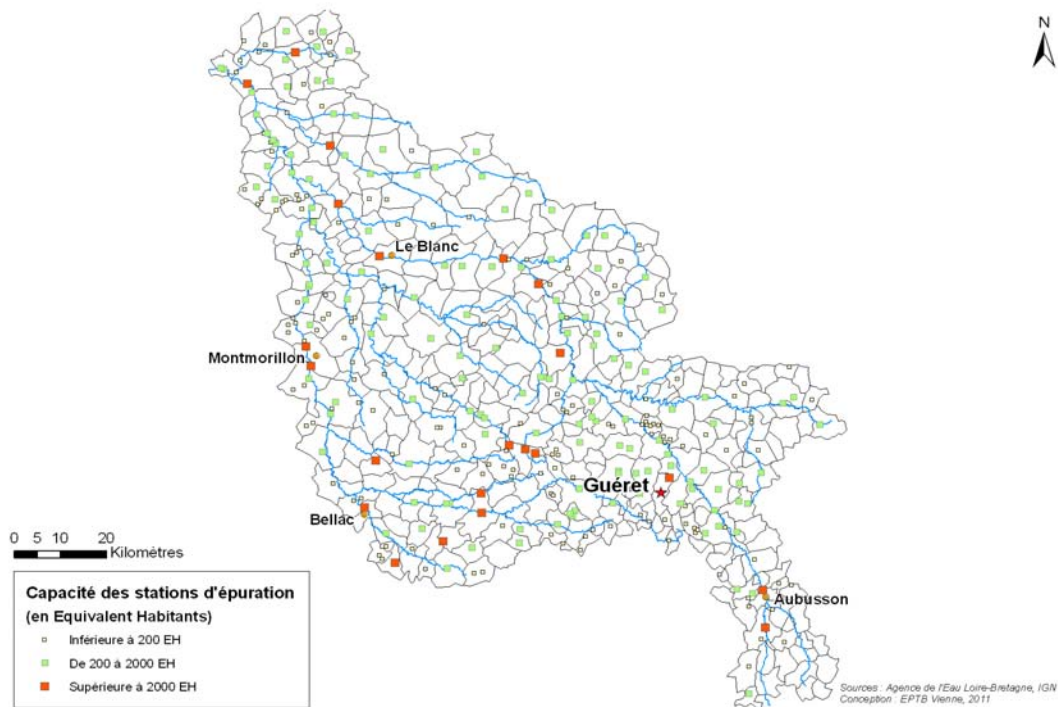 N
Le Blanc
Montmorillon
Guéret
Bellac
0 5 10 20
Kilomètres
Aubusson
Capacité des stations d'épuration
(en Equivalent Habitants)
Inférieure à 200 EH
De 200 à 2000 EH
Supérieure à 2000 EH
Sources : Agence de l'Eau Loire-Bretagne, IGN
Conception : EPTB Vienne, 2011